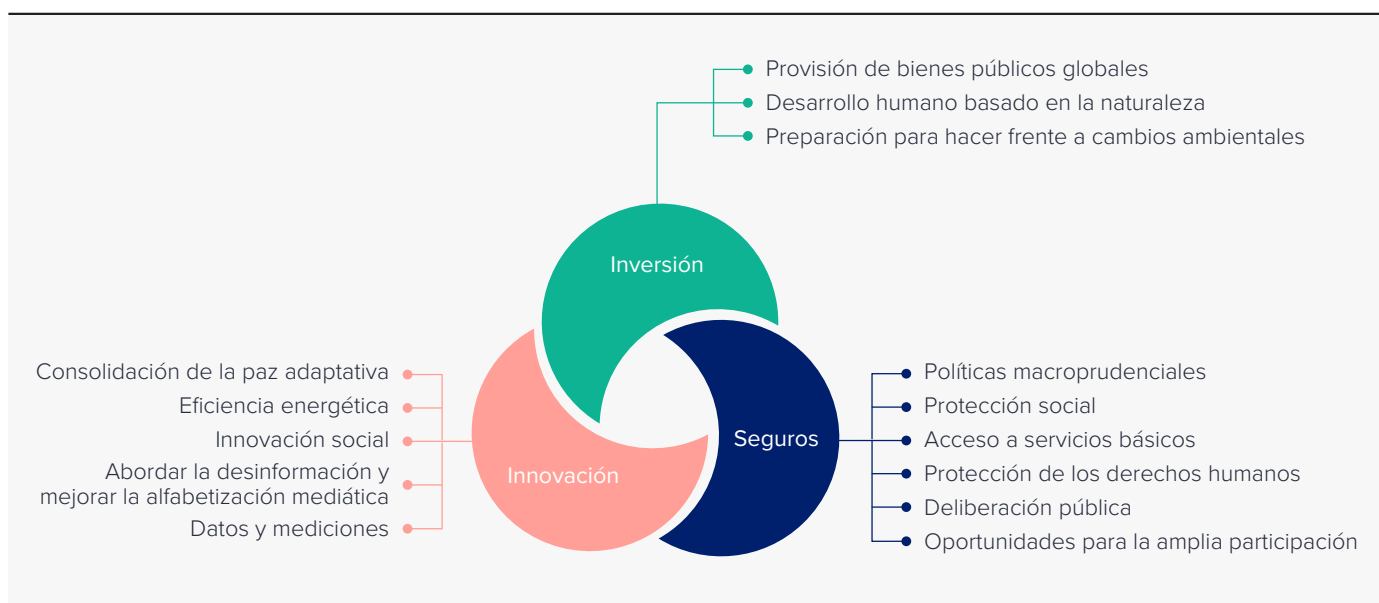 Provisión de bienes públicos globales
Desarrollo humano basado en la naturaleza
Preparación para hacer frente a cambios ambientales
Inversión
Consolidación de la paz adaptativa
Eficiencia energética
Innovación social
Abordar la desinformación y
mejorar la alfabetización mediática
Datos y mediciones
Innovación
Seguros
Políticas macroprudenciales
Protección social
Acceso a servicios básicos
Protección de los derechos humanos
Deliberación pública
Oportunidades para la amplia participación